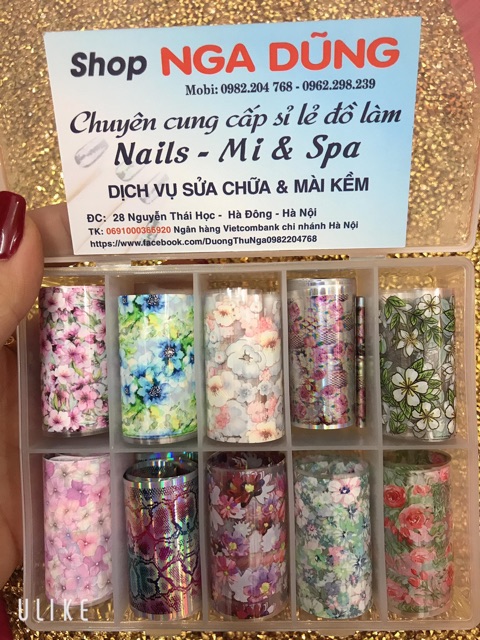 Shop NGA DŨNG
Mobi: 0982.204 768 - 0962.298.239
Chuyên cung cấp sỉ lẻ đồ làm
Nails - Mi & Spa
DỊCH VỤ SỬA CHỮA & MÀI KỀM
ĐC: 28 Nguyễn Thái Học - Hà Đông - Hà Nội
TK: 0691000366920 Ngân hàng Vietcombank chi nhánh Hà Nội
https://www.facebook.com/DuongThuNga0982204768
ULIKE